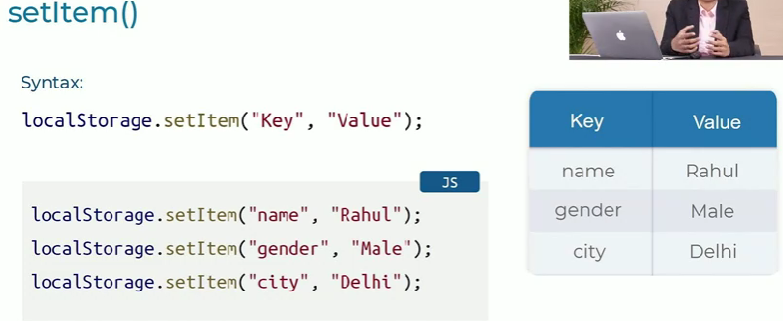 setItem()
Syntax:
localStorage.setItem("Key", "Value");
JS
localStorage.setItem("name", "Rahul");
localStorage.setItem("gender", "Male");
localStorage.setItem("city", "Delhi");
Key Value
name Rahul
gender Male
city Delhi